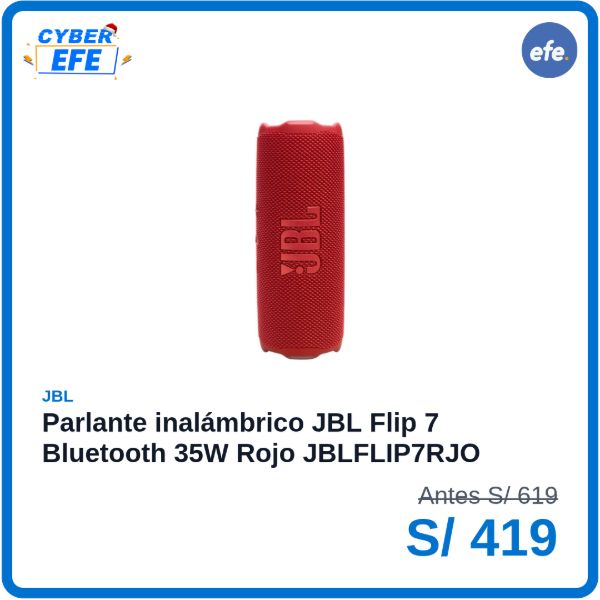 CYBER
EFE
efe.
JBL
JBL
Parlante inalámbrico JBL Flip 7
Bluetooth 35W Rojo JBLFLIP7RJO
Antes S/ 619
S/ 419